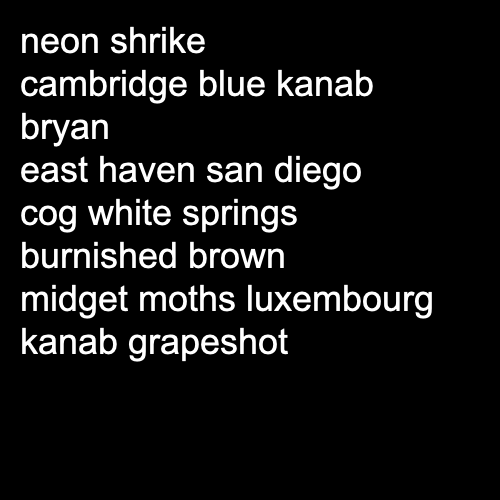 neon shrike
cambridge blue kanab
bryan
east haven san diego
cog white springs
burnished brown
midget moths luxembourg
kanab grapeshot